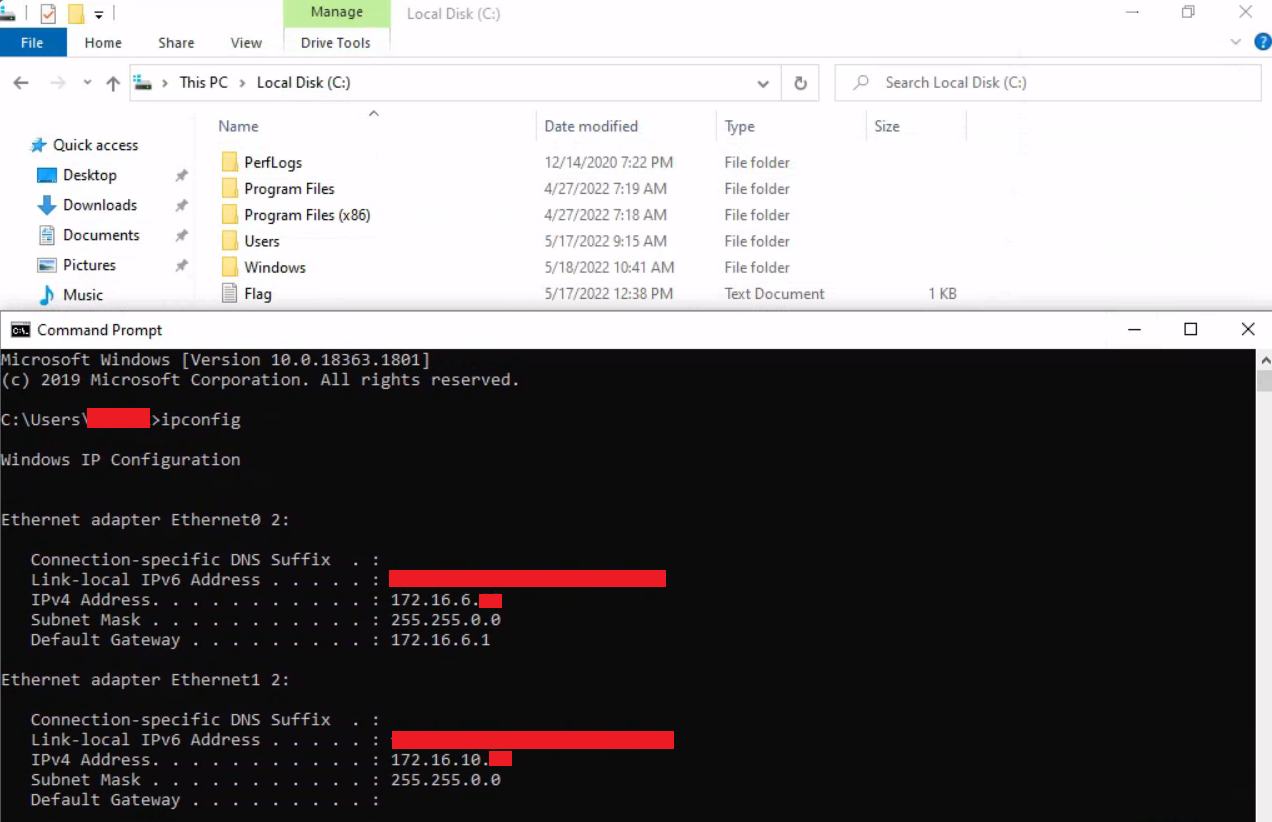 Manage Local Disk (C:)
File Home Share View Drive Tools
This PC Local Disk (C:) Search Local Disk (C:)
Name Date modified Type Size
Quick access
Desktop
Downloads
Documents
Pictures
Music
PerfLogs 12/14/2020 7:22 PM File folder
Program Files 4/27/2022 7:19 AM File folder
Program Files (x86) 4/27/2022 7:18 AM File folder
Users 5/17/2022 9:15 AM File folder
Windows 5/18/2022 10:41 AM File folder
Flag 5/17/2022 12:38 PM Text Document 1 KB
Command Prompt
Microsoft Windows [Version 10.0.18363.1801]
(c) 2019 Microsoft Corporation. All rights reserved.
C:\Users\ >ipconfig
Windows IP Configuration
Ethernet adapter Ethernet0 2:
Connection-specific DNS Suffix . :
Link-local IPv6 Address . . . . . :
IPv4 Address. . . . . . . . . . . : 172.16.6.
Subnet Mask . . . . . . . . . . . : 255.255.0.0
Default Gateway . . . . . . . . . : 172.16.6.1
Ethernet adapter Ethernet1 2:
Connection-specific DNS Suffix . :
Link-local IPv6 Address . . . . . :
IPv4 Address. . . . . . . . . . . : 172.16.10.
Subnet Mask . . . . . . . . . . . : 255.255.0.0
Default Gateway . . . . . . . . . :